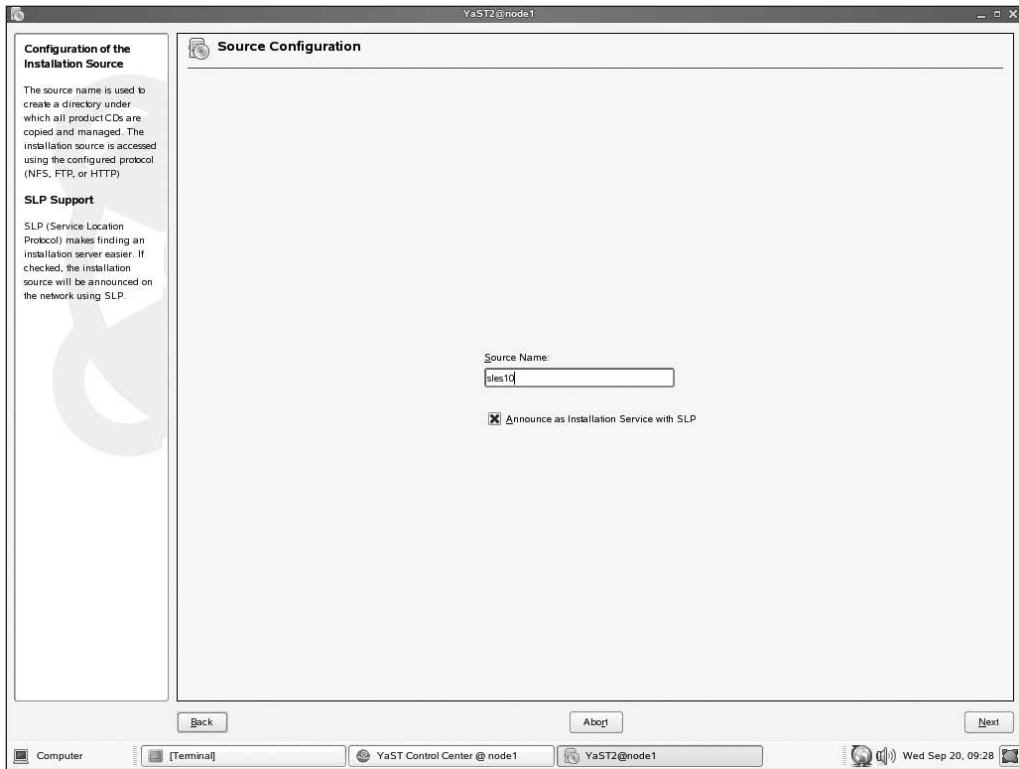 YaST2@node1
Configuration of the
Installation Source
The source name is used to
create a directory under
which all product CDs are
copied and managed. The
installation source is accessed
using the configured protocol
(NFS, FTP, or HTTP)
SLP Support
SLP (Service Location
Protocol) makes finding an
installation server easier. If
checked, the installation
source will be announced on
the network using SLP.
Source Configuration
Source Name:
sles10
Announce as Installation Service with SLP
Back
Abort
Next
Computer
[Terminal]
YaST Control Center @ node1
YaST2@node1
Wed Sep 20, 09:28